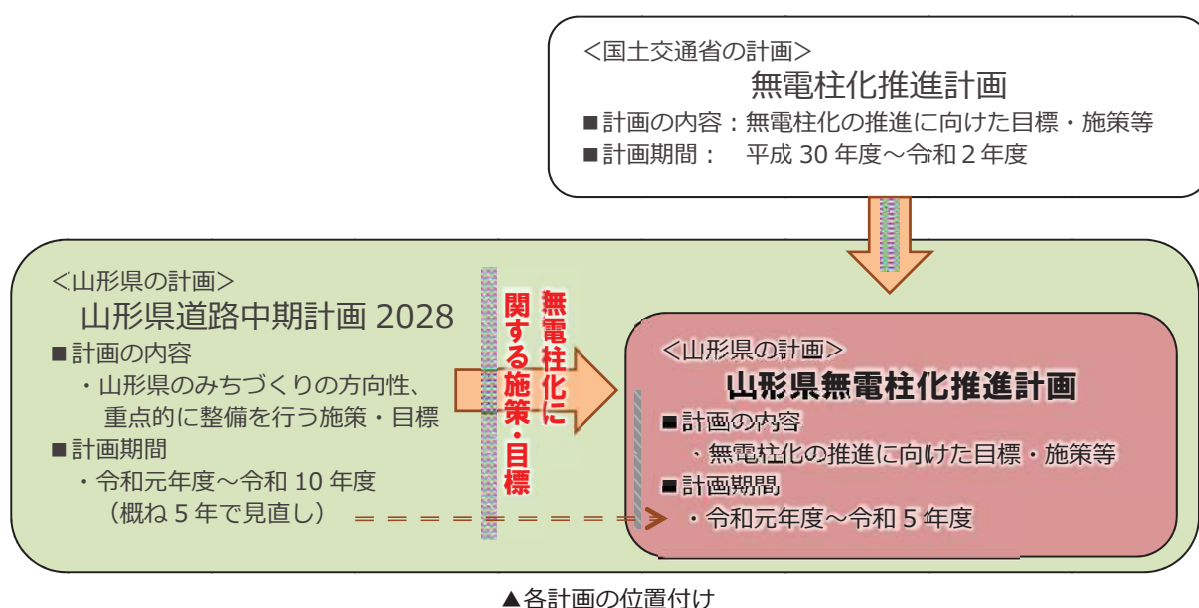 ＜国土交通省の計画＞
無電柱化推進計画
■計画の内容：無電柱化の推進に向けた目標・施策等
■計画期間：　平成 30 年度～令和２年度
＜山形県の計画＞
山形県道路中期計画 2028
■計画の内容
・山形県のみちづくりの方向性、
重点的に整備を行う施策・目標
■計画期間
・令和元年度～令和 10 年度
（概ね 5 年で見直し）
無電柱化に
関する施策・目標
＜山形県の計画＞
山形県無電柱化推進計画
■計画の内容
・無電柱化の推進に向けた目標・施策等
■計画期間
・令和元年度～令和 5 年度
▲各計画の位置付け